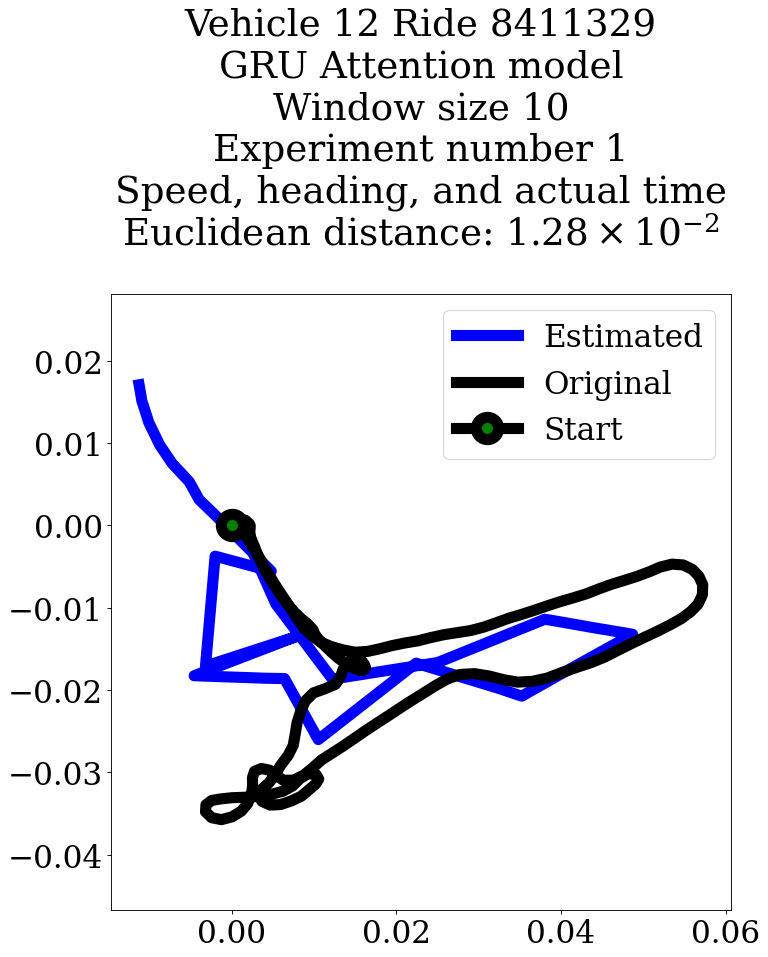 Vehicle 12 Ride 8411329
GRU Attention model
Window size 10
Experiment number 1
Speed, heading, and actual time
Euclidean distance: 1.28 × 10⁻²
Estimated
Original
Start
0.02
0.01
0.00
−0.01
−0.02
−0.03
−0.04
0.00 0.02 0.04 0.06